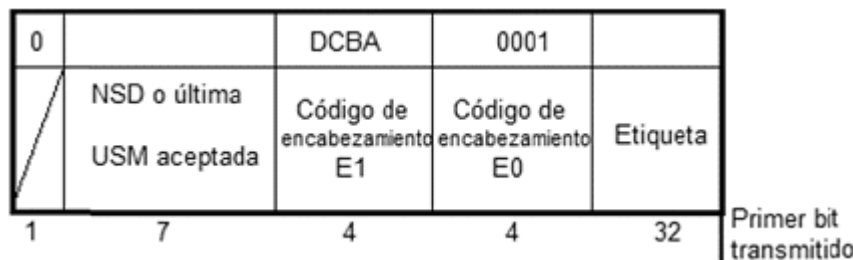 0
DCBA
0001
NSD o última
USM aceptada
Código de
encabezamiento
E1
Código de
encabezamiento
E0
Etiqueta
1
7
4
4
32
Primer bit
transmitido